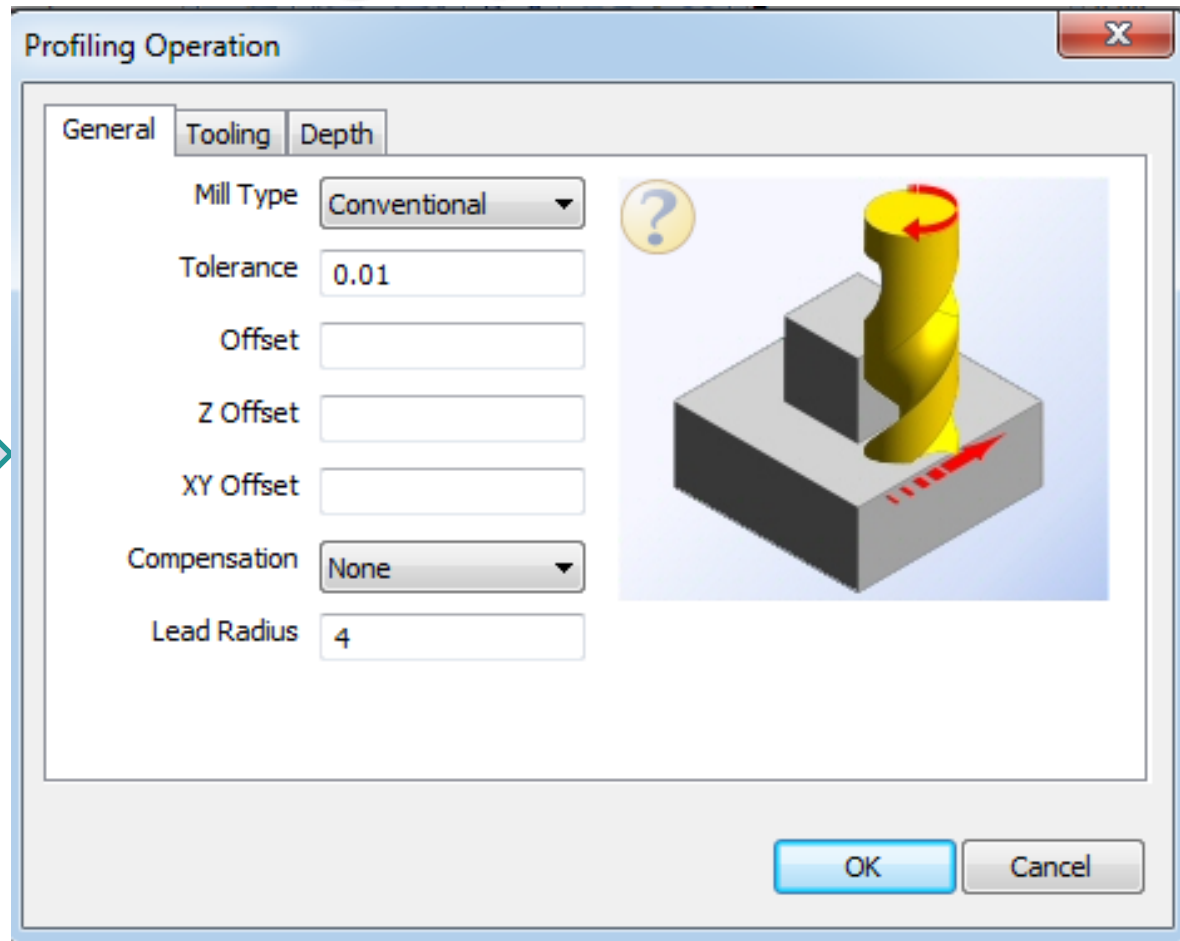 Profiling Operation
General Tooling Depth
Mill Type Conventional
Tolerance 0.01
Offset
Z Offset
XY Offset
Compensation None
Lead Radius 4
?
OK Cancel